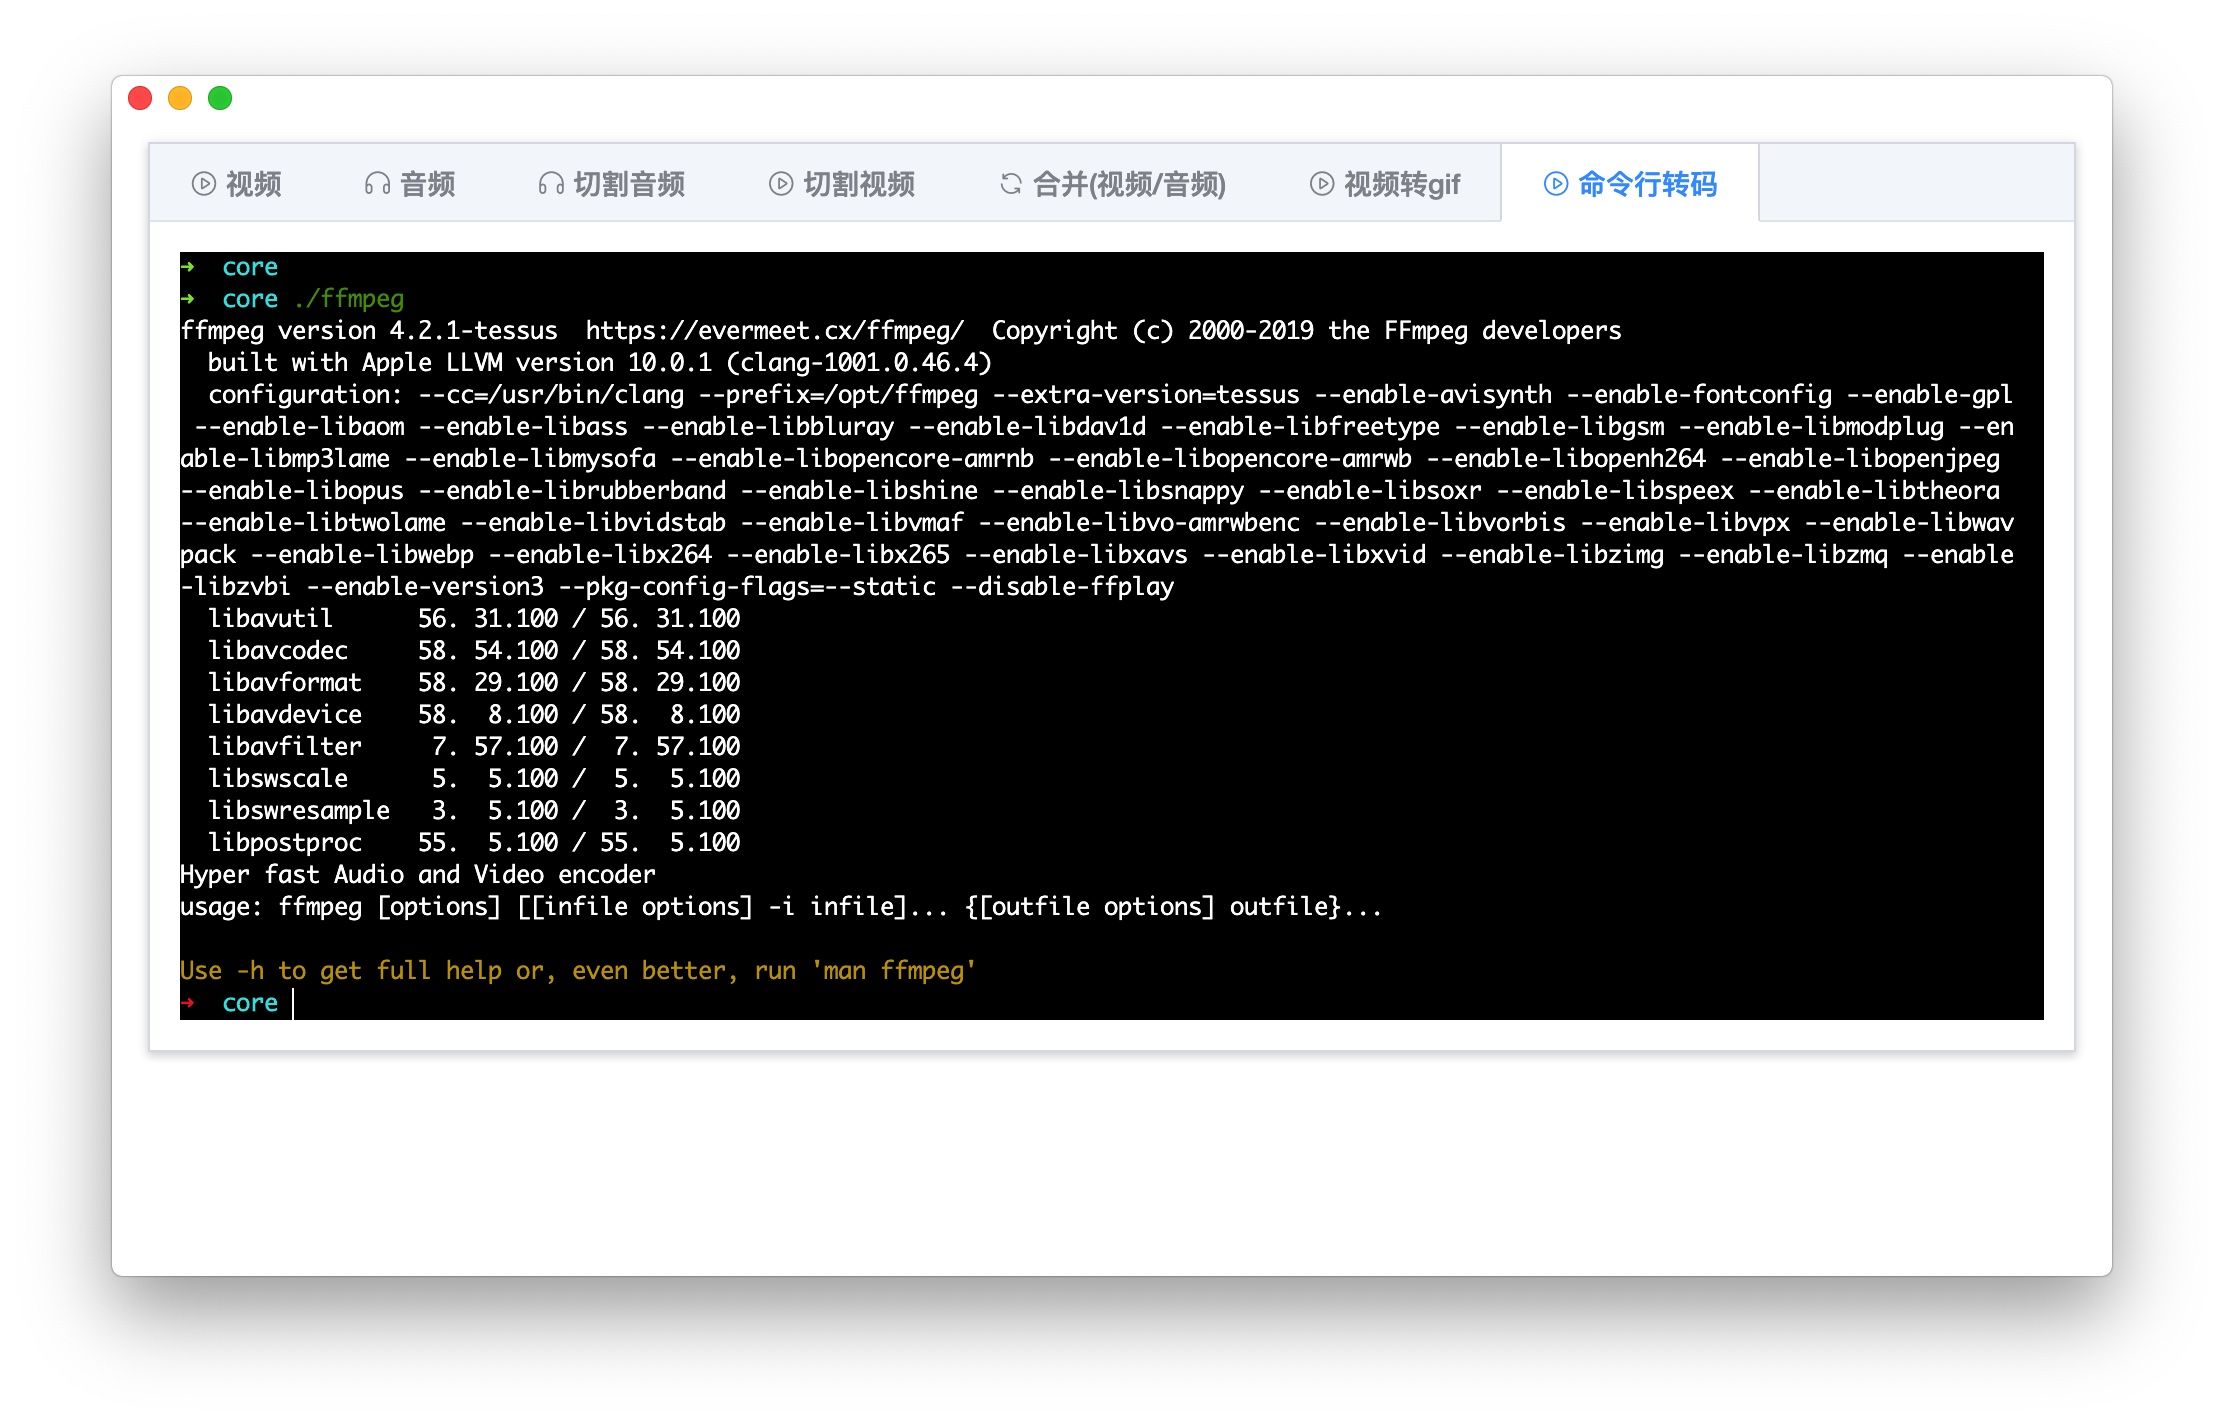 视频 音频 切割音频 切割视频 合并(视频/音频) 视频转gif 命令行转码
➜  core
➜  core ./ffmpeg
ffmpeg version 4.2.1-tessus  https://evermeet.cx/ffmpeg/  Copyright (c) 2000-2019 the FFmpeg developers
  built with Apple LLVM version 10.0.1 (clang-1001.0.46.4)
  configuration: --cc=/usr/bin/clang --prefix=/opt/ffmpeg --extra-version=tessus --enable-avisynth --enable-fontconfig --enable-gpl
 --enable-libaom --enable-libass --enable-libbluray --enable-libdav1d --enable-libfreetype --enable-libgsm --enable-libmodplug --en
able-libmp3lame --enable-libmysofa --enable-libopencore-amrnb --enable-libopencore-amrwb --enable-libopenh264 --enable-libopenjpeg
--enable-libopus --enable-librubberband --enable-libshine --enable-libsnappy --enable-libsoxr --enable-libspeex --enable-libtheora
--enable-libtwolame --enable-libvidstab --enable-libvmaf --enable-libvo-amrwbenc --enable-libvorbis --enable-libvpx --enable-libwav
pack --enable-libwebp --enable-libx264 --enable-libx265 --enable-libxavs --enable-libxvid --enable-libzimg --enable-libzmq --enable
-libzvbi --enable-version3 --pkg-config-flags=--static --disable-ffplay
  libavutil      56. 31.100 / 56. 31.100
  libavcodec     58. 54.100 / 58. 54.100
  libavformat    58. 29.100 / 58. 29.100
  libavdevice    58.  8.100 / 58.  8.100
  libavfilter     7. 57.100 /  7. 57.100
  libswscale      5.  5.100 /  5.  5.100
  libswresample   3.  5.100 /  3.  5.100
  libpostproc    55.  5.100 / 55.  5.100
Hyper fast Audio and Video encoder
usage: ffmpeg [options] [[infile options] -i infile]... {[outfile options] outfile}...
Use -h to get full help or, even better, run 'man ffmpeg'
➜  core